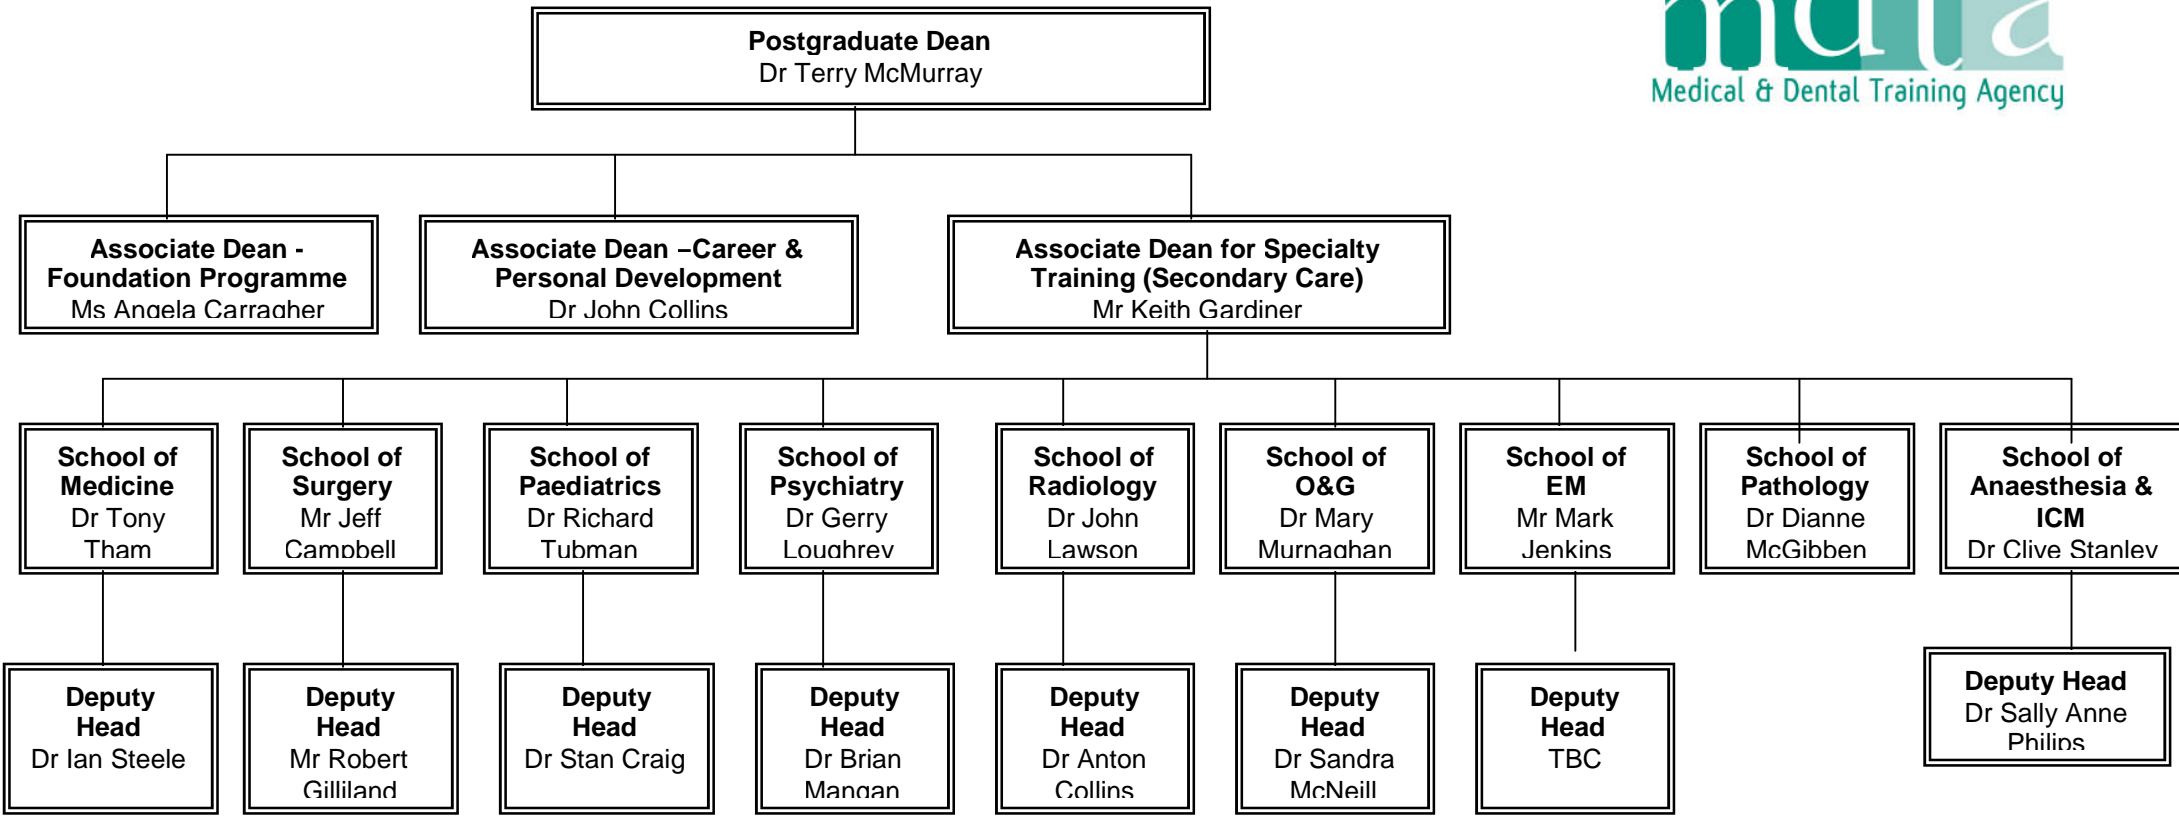 mdta
Medical & Dental Training Agency
Postgraduate Dean
Dr Terry McMurray
Associate Dean -
Foundation Programme
Ms Angela Carragher
Associate Dean –Career &
Personal Development
Dr John Collins
Associate Dean for Specialty
Training (Secondary Care)
Mr Keith Gardiner
School of
Medicine
Dr Tony
Tham
School of
Surgery
Mr Jeff
Campbell
School of
Paediatrics
Dr Richard
Tubman
School of
Psychiatry
Dr Gerry
Loughrey
School of
Radiology
Dr John
Lawson
School of
O&G
Dr Mary
Murnaghan
School of
EM
Mr Mark
Jenkins
School of
Pathology
Dr Dianne
McGibben
School of
Anaesthesia &
ICM
Dr Clive Stanley
Deputy
Head
Dr Ian Steele
Deputy
Head
Mr Robert
Gilliland
Deputy
Head
Dr Stan Craig
Deputy
Head
Dr Brian
Mangan
Deputy
Head
Dr Anton
Collins
Deputy
Head
Dr Sandra
McNeill
Deputy
Head
TBC
Deputy Head
Dr Sally Anne
Philips